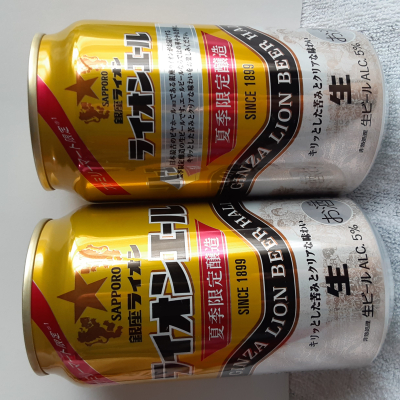 SAPPORO
銀座ライオン
ライオンエール
夏季限定醸造
SINCE 1899
GINZA LION BEER HALL
キリッとした苦みとクリアな味わい
生
お酒
生ビール ALC.5%
SAPPORO
銀座ライオン
ライオンエール
夏季限定醸造
SINCE 1899
GINZA LION BEER HALL
キリッとした苦みとクリアな味わい
生
お酒
生ビール ALC.5%